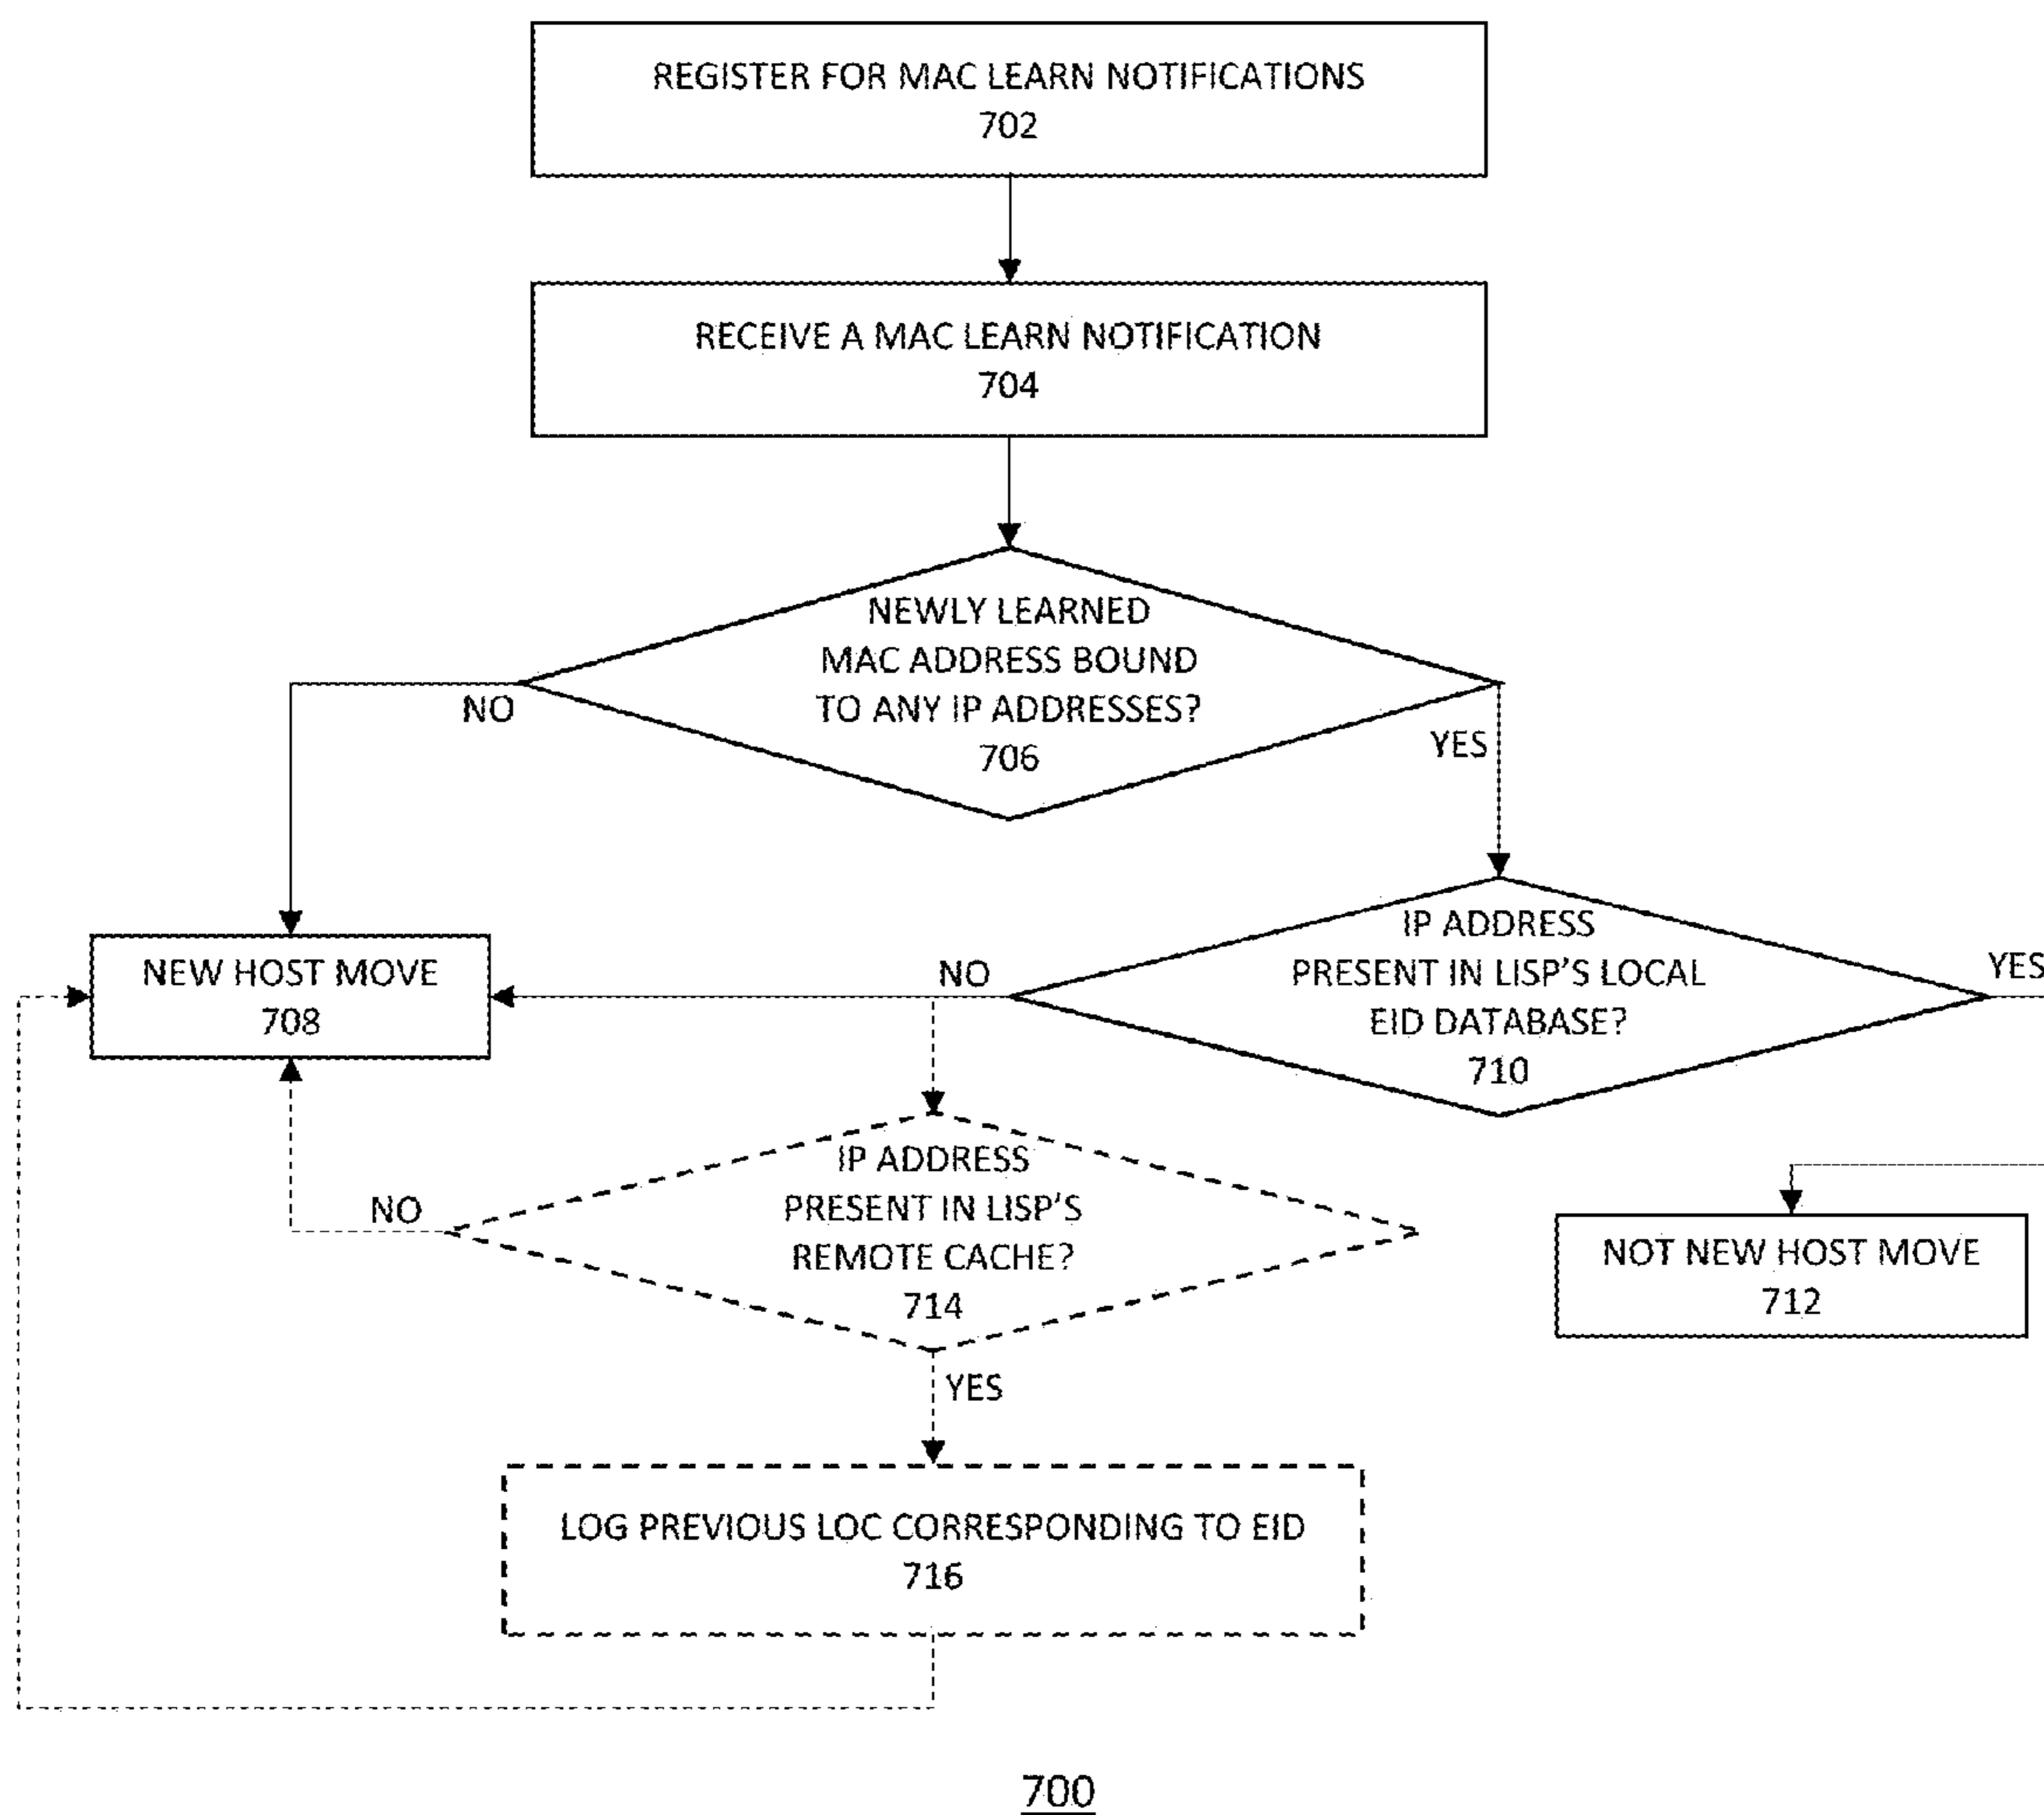 REGISTER FOR MAC LEARN NOTIFICATIONS
702
RECEIVE A MAC LEARN NOTIFICATION
704
NEWLY LEARNED
MAC ADDRESS BOUND
TO ANY IP ADDRESSES?
706
NO
YES
NEW HOST MOVE
708
NO
IP ADDRESS
PRESENT IN LISP'S LOCAL
EID DATABASE?
710
YES
IP ADDRESS
PRESENT IN LISP'S
REMOTE CACHE?
714
NO
NOT NEW HOST MOVE
712
YES
LOG PREVIOUS LOC CORRESPONDING TO EID
716
700